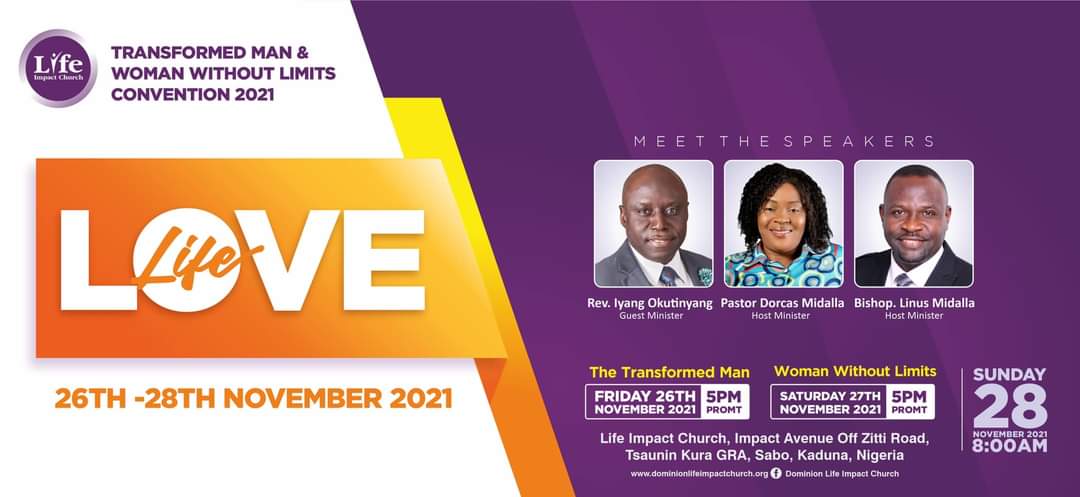 Life
Impact Church
TRANSFORMED MAN &
WOMAN WITHOUT LIMITS
CONVENTION 2021
LOVE
Life
26TH -28TH NOVEMBER 2021
MEET THE SPEAKERS
Rev. Iyang Okutinyang
Guest Minister
Pastor Dorcas Midalla
Host Minister
Bishop. Linus Midalla
Host Minister
The Transformed Man
FRIDAY 26TH
NOVEMBER 2021
5PM
PROMT
Woman Without Limits
SATURDAY 27TH
NOVEMBER 2021
5PM
PROMT
SUNDAY
28
NOVEMBER 2021
8:00AM
Life Impact Church, Impact Avenue Off Zitti Road,
Tsaunin Kura GRA, Sabo, Kaduna, Nigeria
www.dominionlifeimpactchurch.org f Dominion Life Impact Church